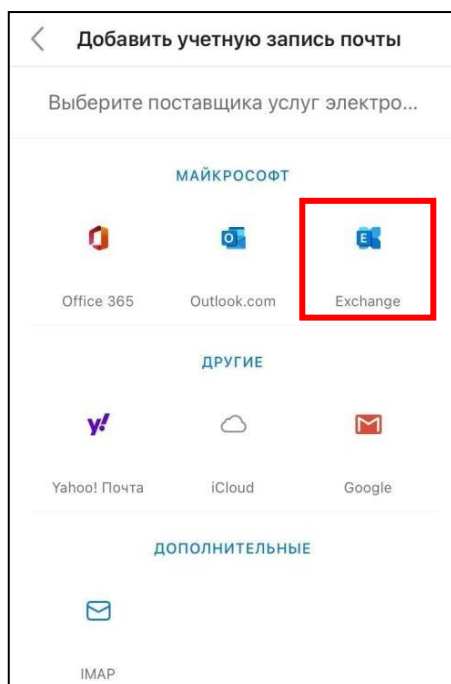 Добавить учетную запись почты
Выберите поставщика услуг электро...
МАЙКРОСОФТ
Office 365 Outlook.com Exchange
ДРУГИЕ
Yahoo! Почта iCloud Google
ДОПОЛНИТЕЛЬНЫЕ
IMAP